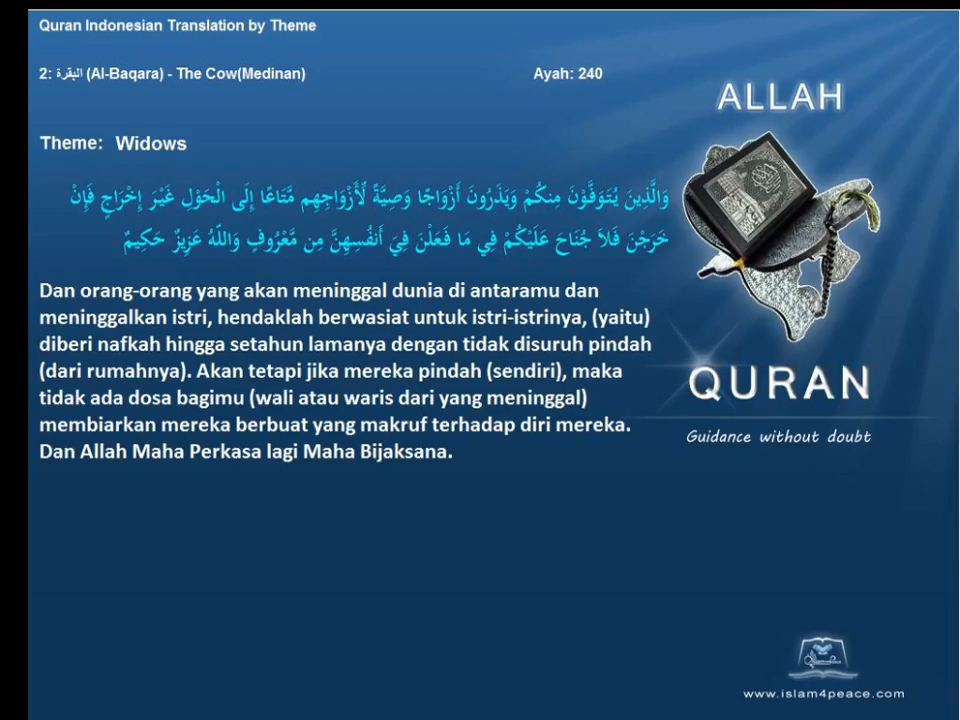 Quran Indonesian Translation by Theme
2: البقرة (Al-Baqara) - The Cow(Medinan) Ayah: 240
Theme: Widows
وَالَّذِينَ يُتَوَفَّوْنَ مِنكُمْ وَيَذَرُونَ أَزْوَاجًا وَصِيَّةً لِّأَزْوَاجِهِم مَّتَاعًا إِلَى الْحَوْلِ غَيْرَ إِخْرَاجٍ فَإِنْ
خَرَجْنَ فَلاَ جُنَاحَ عَلَيْكُمْ فِي مَا فَعَلْنَ فِيَ أَنفُسِهِنَّ مِن مَّعْرُوفٍ وَاللّهُ عَزِيزٌ حَكِيمٌ
Dan orang-orang yang akan meninggal dunia di antaramu dan
meninggalkan istri, hendaklah berwasiat untuk istri-istrinya, (yaitu)
diberi nafkah hingga setahun lamanya dengan tidak disuruh pindah
(dari rumahnya). Akan tetapi jika mereka pindah (sendiri), maka
tidak ada dosa bagimu (wali atau waris dari yang meninggal)
membiarkan mereka berbuat yang makruf terhadap diri mereka.
Dan Allah Maha Perkasa lagi Maha Bijaksana.
ALLAH
QURAN
Guidance without doubt
www.islam4peace.com